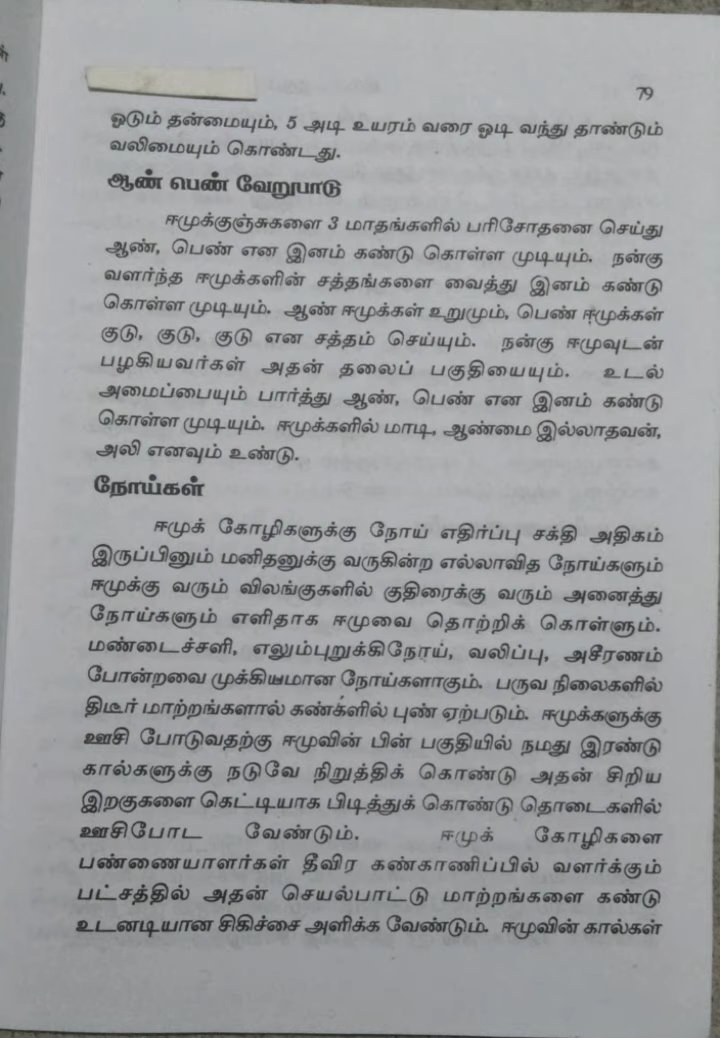 79
ஓடும் தன்மையும், 5 அடி உயரம் வரை ஓடி வந்து தாண்டும்
வலிமையும் கொண்டது.
ஆண் பெண் வேறுபாடு
ஈமுக்குஞ்சுகளை 3 மாதங்களில் பரிசோதனை செய்து
ஆண், பெண் என இனம் கண்டு கொள்ள முடியும். நன்கு
வளர்ந்த ஈமுக்களின் சத்தங்களை வைத்து இனம் கண்டு
கொள்ள முடியும். ஆண் ஈமுக்கள் உறுமும், பெண் ஈமுக்கள்
குடு, குடு, குடு என சத்தம் செய்யும். நன்கு ஈமுவுடன்
பழகியவர்கள் அதன் தலைப் பகுதியையும். உடல்
அமைப்பையும் பார்த்து ஆண், பெண் என இனம் கண்டு
கொள்ள முடியும். ஈமுக்களில் மாடி, ஆண்மை இல்லாதவன்,
அலி எனவும் உண்டு.
நோய்கள்
ஈமுக் கோழிகளுக்கு நோய் எதிர்ப்பு சக்தி அதிகம்
இருப்பினும் மனிதனுக்கு வருகின்ற எல்லாவித நோய்களும்
ஈமுக்கு வரும் விலங்குகளில் குதிரைக்கு வரும் அனைத்து
நோய்களும் எளிதாக ஈமுவை தொற்றிக் கொள்ளும்.
மண்டைச்சளி, எலும்புறுக்கிநோய், வலிப்பு, அசீரணம்
போன்றவை முக்கியமான நோய்களாகும். பருவ நிலைகளில்
திடீர் மாற்றங்களால் கண்களில் புண் ஏற்படும். ஈமுக்களுக்கு
ஊசி போடுவதற்கு ஈமுவின் பின் பகுதியில் நமது இரண்டு
கால்களுக்கு நடுவே நிறுத்திக் கொண்டு அதன் சிறிய
இறகுகளை கெட்டியாக பிடித்துக் கொண்டு தொடைகளில்
ஊசிபோட வேண்டும். ஈமுக் கோழிகளை
பண்ணையாளர்கள் தீவிர கண்காணிப்பில் வளர்க்கும்
பட்சத்தில் அதன் செயல்பாட்டு மாற்றங்களை கண்டு
உடனடியான சிகிச்சை அளிக்க வேண்டும். ஈமுவின் கால்கள்